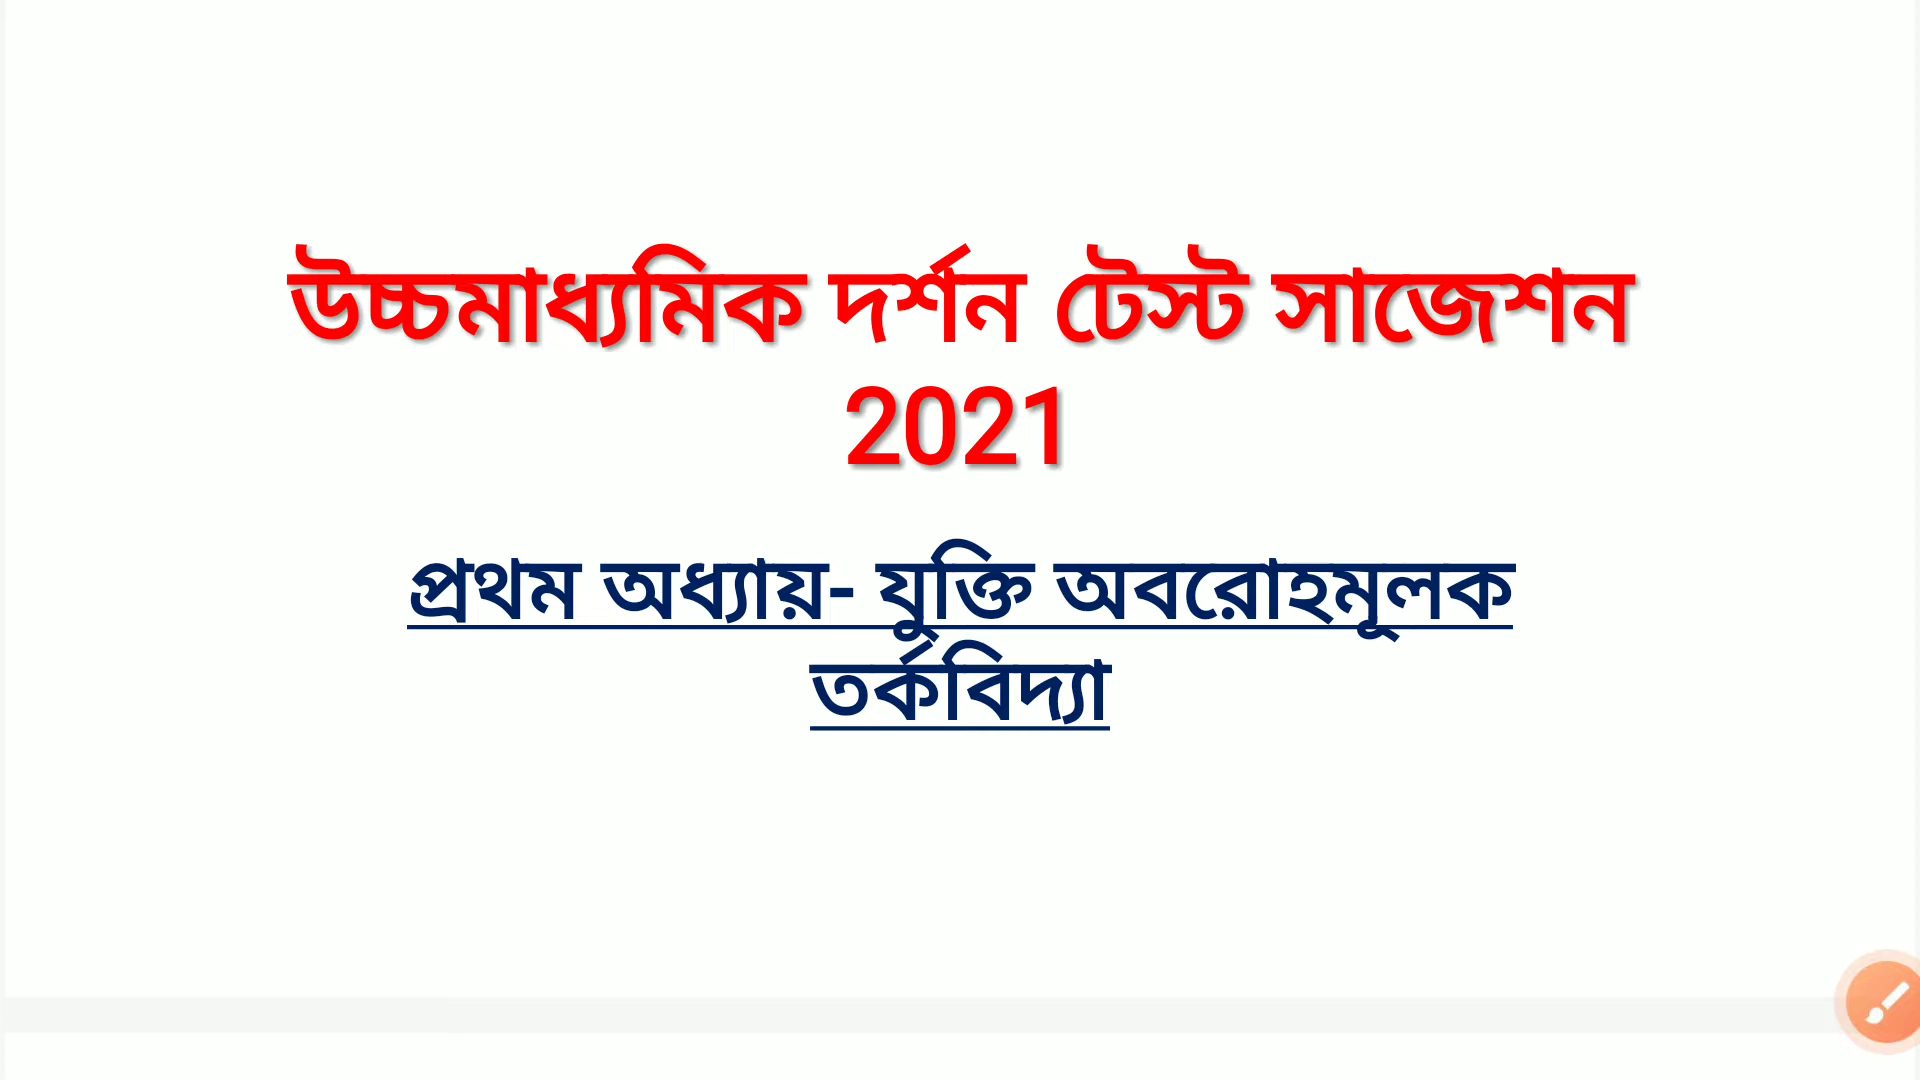 উচ্চমাধ্যমিক দর্শন টেস্ট সাজেশন
2021
প্রথম অধ্যায়- যুক্তি অবরোহমূলক
তর্কবিদ্যা